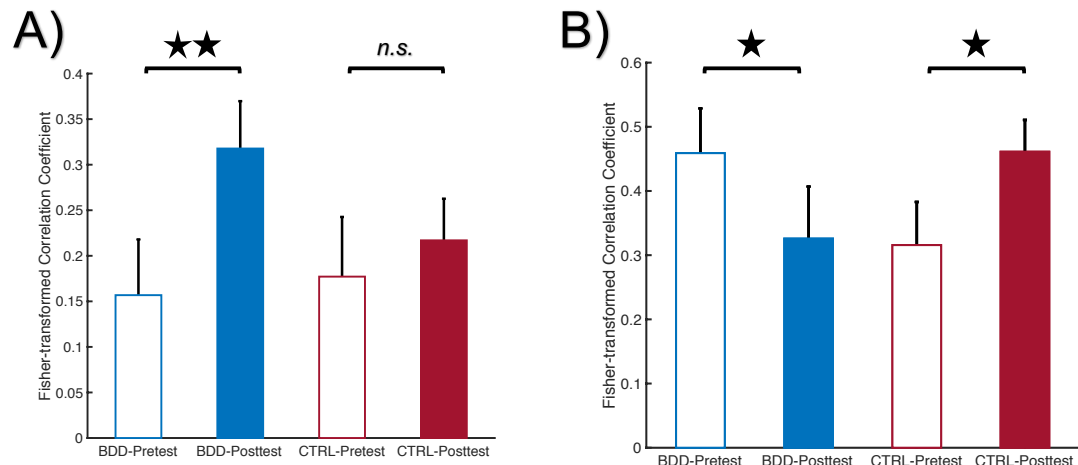 A)
★★
n.s.
Fisher-transformed Correlation Coefficient
0.4
0.35
0.3
0.25
0.2
0.15
0.1
0.05
0
BDD-Pretest
BDD-Posttest
CTRL-Pretest
CTRL-Posttest
B)
★
★
Fisher-transformed Correlation Coefficient
0.6
0.5
0.4
0.3
0.2
0.1
0
BDD-Pretest
BDD-Posttest
CTRL-Pretest
CTRL-Posttest